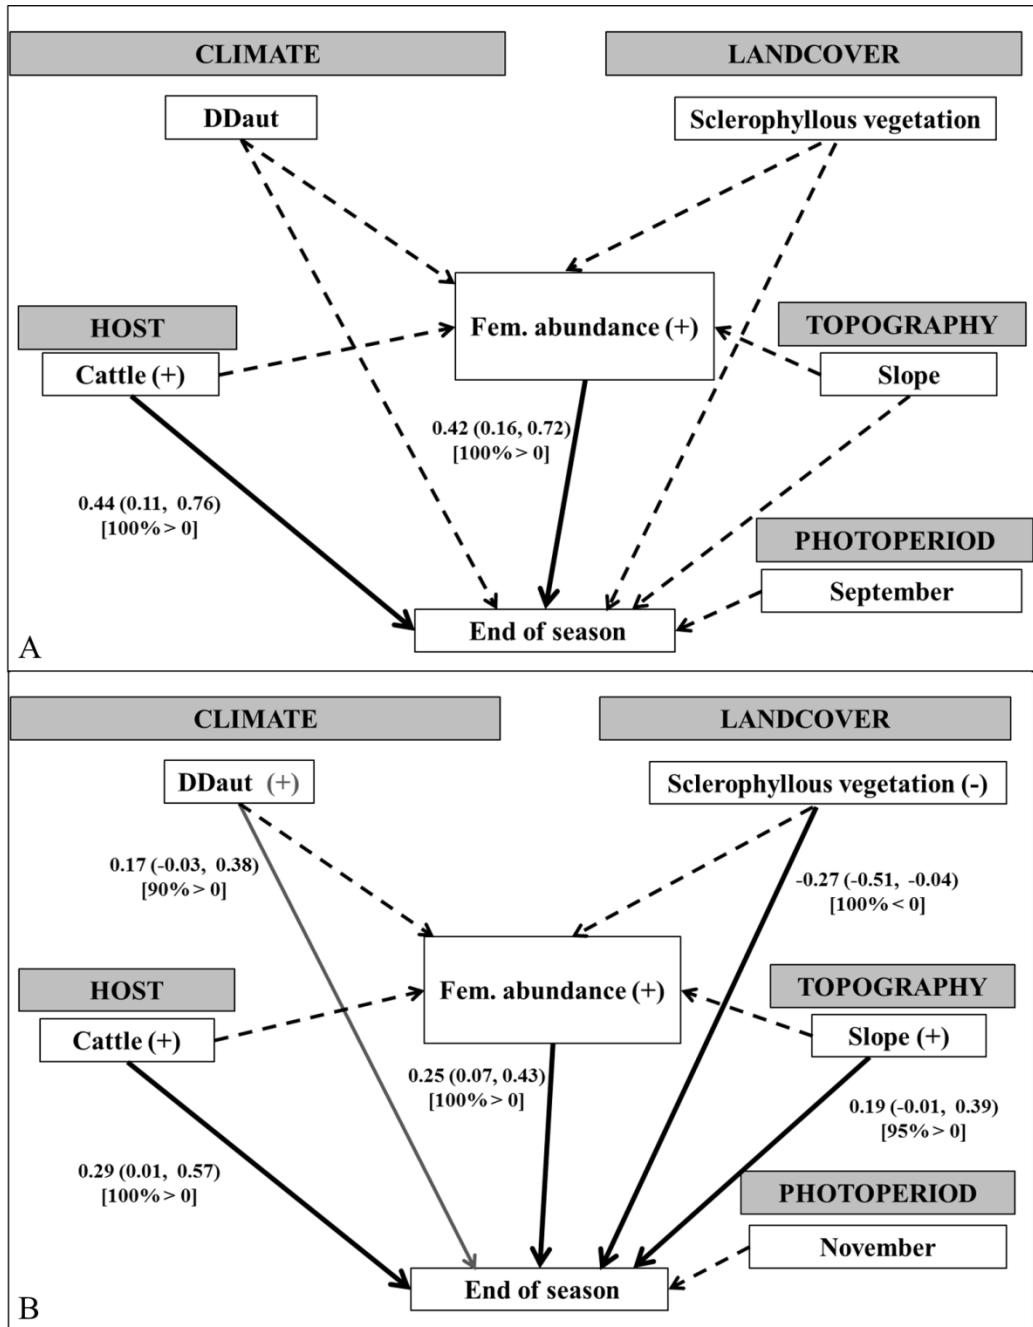 CLIMATE
LANDCOVER
DDaut
Sclerophyllous vegetation
HOST
Cattle (+)
Fem. abundance (+)
TOPOGRAPHY
Slope
0.42 (0.16, 0.72)
[100% > 0]
0.44 (0.11, 0.76)
[100% > 0]
PHOTOPERIOD
September
End of season
A
CLIMATE
LANDCOVER
DDaut (+)
Sclerophyllous vegetation (-)
0.17 (-0.03, 0.38)
[90% > 0]
-0.27 (-0.51, -0.04)
[100% < 0]
HOST
Cattle (+)
Fem. abundance (+)
TOPOGRAPHY
Slope (+)
0.25 (0.07, 0.43)
[100% > 0]
0.19 (-0.01, 0.39)
[95% > 0]
0.29 (0.01, 0.57)
[100% > 0]
PHOTOPERIOD
November
End of season
B